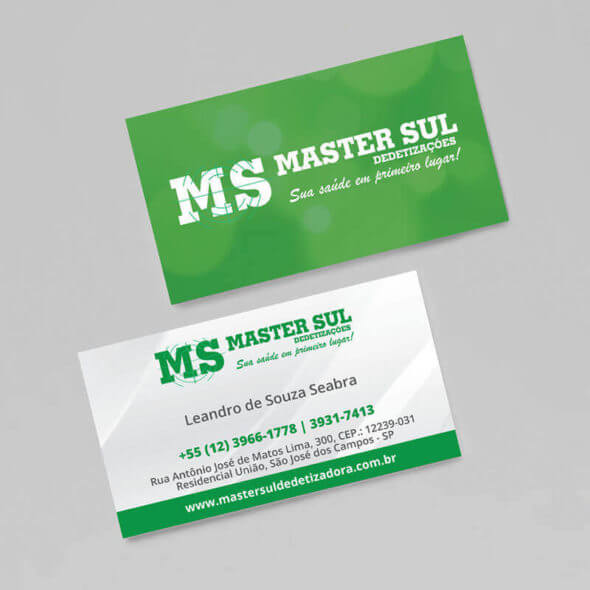 MS MASTER SUL
DEDETIZAÇÕES
Sua saúde em primeiro lugar!
MS MASTER SUL
DEDETIZAÇÕES
Sua saúde em primeiro lugar!
Leandro de Souza Seabra
+55 (12) 3966-1778 | 3931-7413
Rua Antônio José de Matos Lima, 300, CEP.: 12239-031
Residencial União, São José dos Campos - SP
www.mastersuldedetizadora.com.br